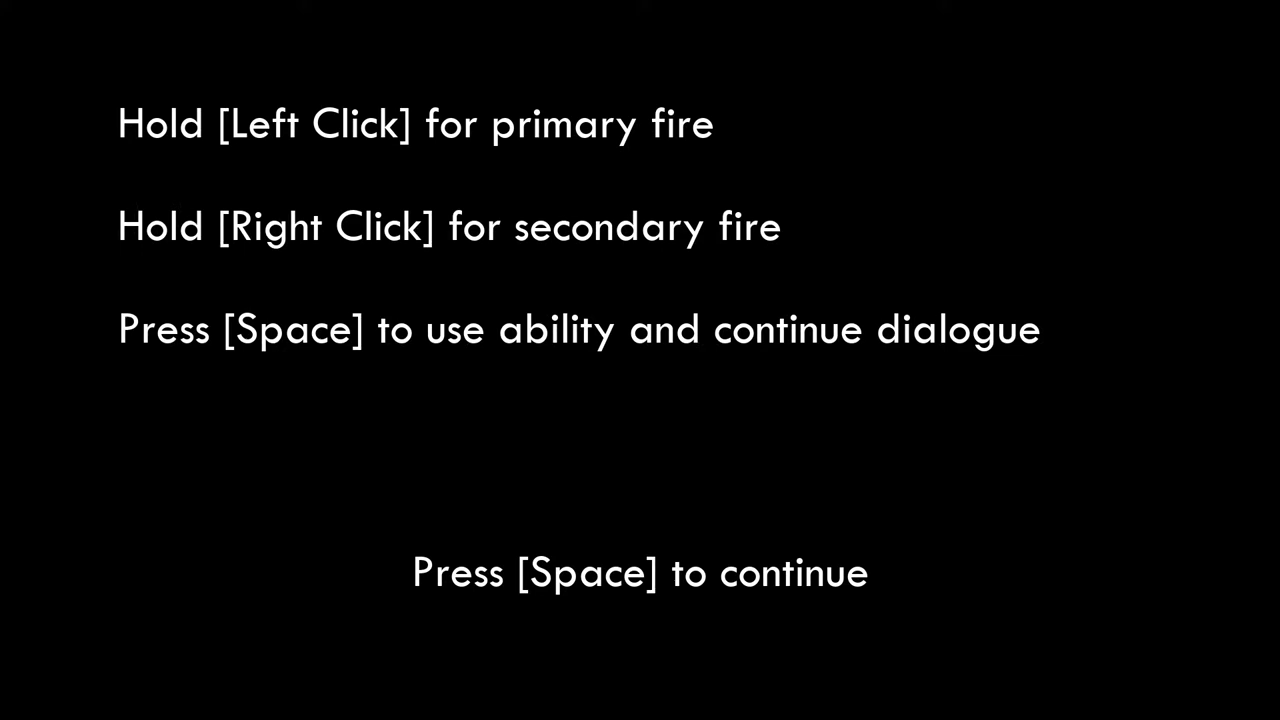 Hold [Left Click] for primary fire
Hold [Right Click] for secondary fire
Press [Space] to use ability and continue dialogue
Press [Space] to continue